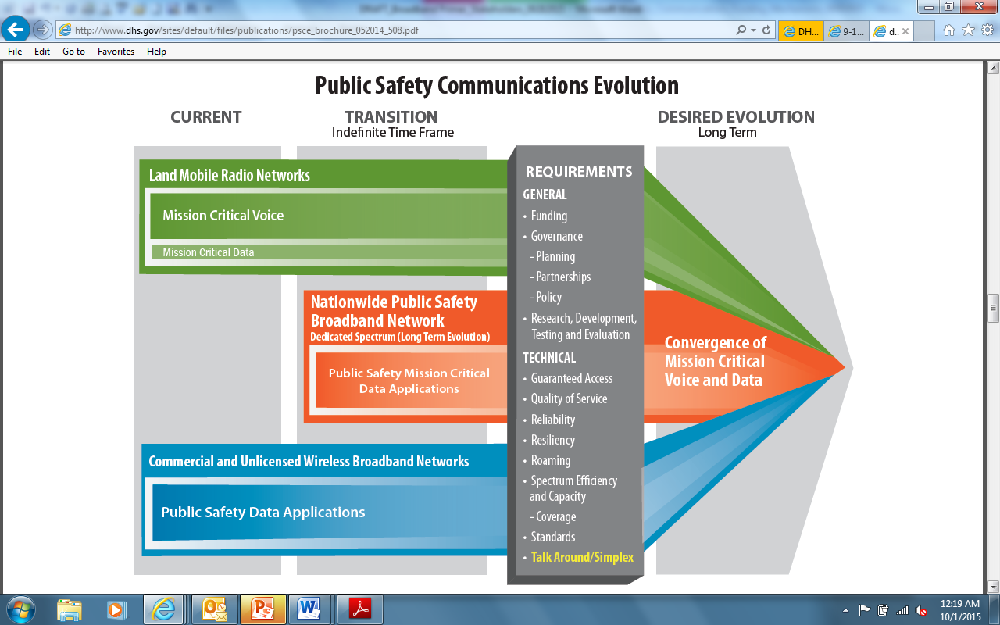 http://www.dhs.gov/sites/default/files/publications/psce_brochure_052014_508.pdf
DH...
9-1...
d..
File Edit Go to Favorites Help
Public Safety Communications Evolution
CURRENT
TRANSITION
Indefinite Time Frame
DESIRED EVOLUTION
Long Term
Land Mobile Radio Networks
Mission Critical Voice
Mission Critical Data
Nationwide Public Safety
Broadband Network
Dedicated Spectrum (Long Term Evolution)
Public Safety Mission Critical
Data Applications
Commercial and Unlicensed Wireless Broadband Networks
Public Safety Data Applications
REQUIREMENTS
GENERAL
• Funding
• Governance
- Planning
- Partnerships
- Policy
• Research, Development,
Testing and Evaluation
TECHNICAL
• Guaranteed Access
• Quality of Service
• Reliability
• Resiliency
• Roaming
• Spectrum Efficiency
and Capacity
- Coverage
• Standards
• Talk Around/Simplex
Convergence of
Mission Critical
Voice and Data
12:19 AM
10/1/2015